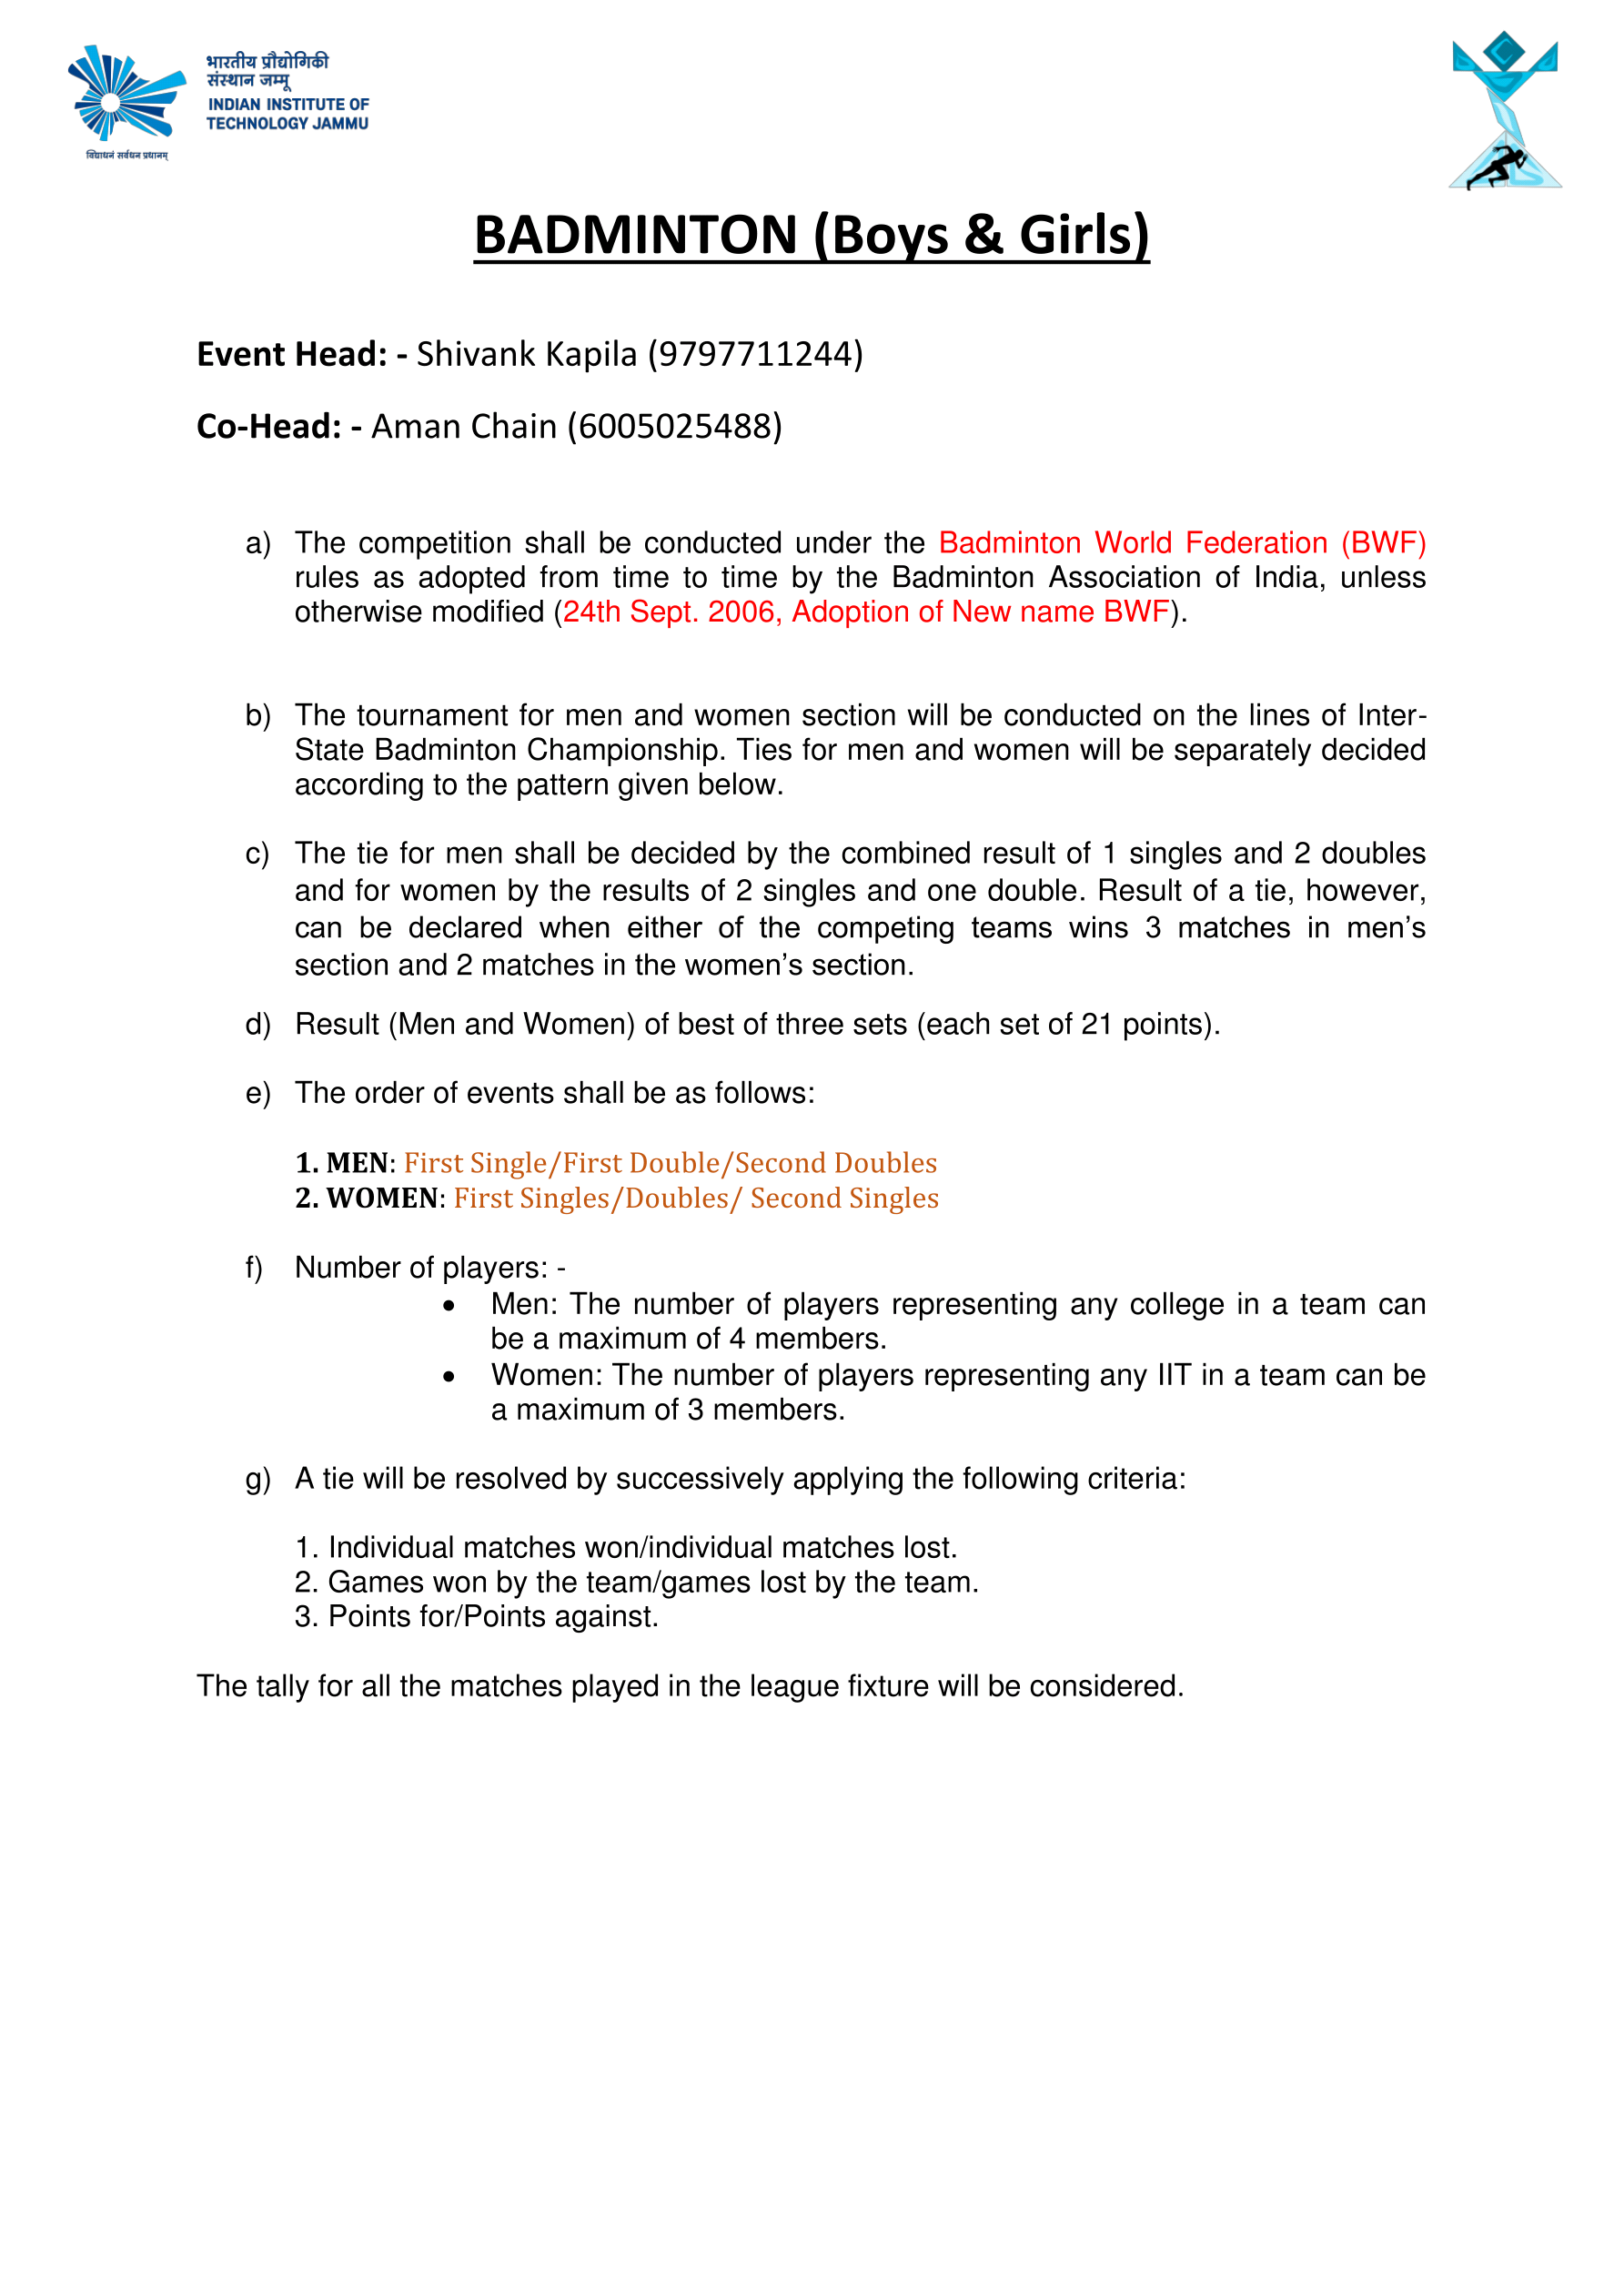 भारतीय प्रौद्योगिकी
संस्थान जम्मू
INDIAN INSTITUTE OF
TECHNOLOGY JAMMU
विद्याधनं सर्वधन प्रधानम्
BADMINTON (Boys & Girls)
Event Head: - Shivank Kapila (9797711244)
Co-Head: - Aman Chain (6005025488)
a) The competition shall be conducted under the Badminton World Federation (BWF)
rules as adopted from time to time by the Badminton Association of India, unless
otherwise modified (24th Sept. 2006, Adoption of New name BWF).
b) The tournament for men and women section will be conducted on the lines of Inter-
State Badminton Championship. Ties for men and women will be separately decided
according to the pattern given below.
c) The tie for men shall be decided by the combined result of 1 singles and 2 doubles
and for women by the results of 2 singles and one double. Result of a tie, however,
can be declared when either of the competing teams wins 3 matches in men’s
section and 2 matches in the women’s section.
d) Result (Men and Women) of best of three sets (each set of 21 points).
e) The order of events shall be as follows:
1. MEN: First Single/First Double/Second Doubles
2. WOMEN: First Singles/Doubles/ Second Singles
f) Number of players: -
• Men: The number of players representing any college in a team can
be a maximum of 4 members.
• Women: The number of players representing any IIT in a team can be
a maximum of 3 members.
g) A tie will be resolved by successively applying the following criteria:
1. Individual matches won/individual matches lost.
2. Games won by the team/games lost by the team.
3. Points for/Points against.
The tally for all the matches played in the league fixture will be considered.